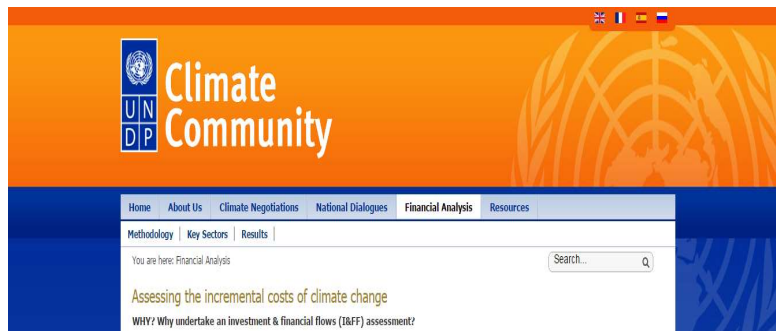 UN
DP
Climate
Community
Home About Us Climate Negotiations National Dialogues Financial Analysis Resources
Methodology | Key Sectors | Results |
You are here: Financial Analysis
Search...
Assessing the incremental costs of climate change
WHY? Why undertake an investment & financial flows (I&FF) assessment?